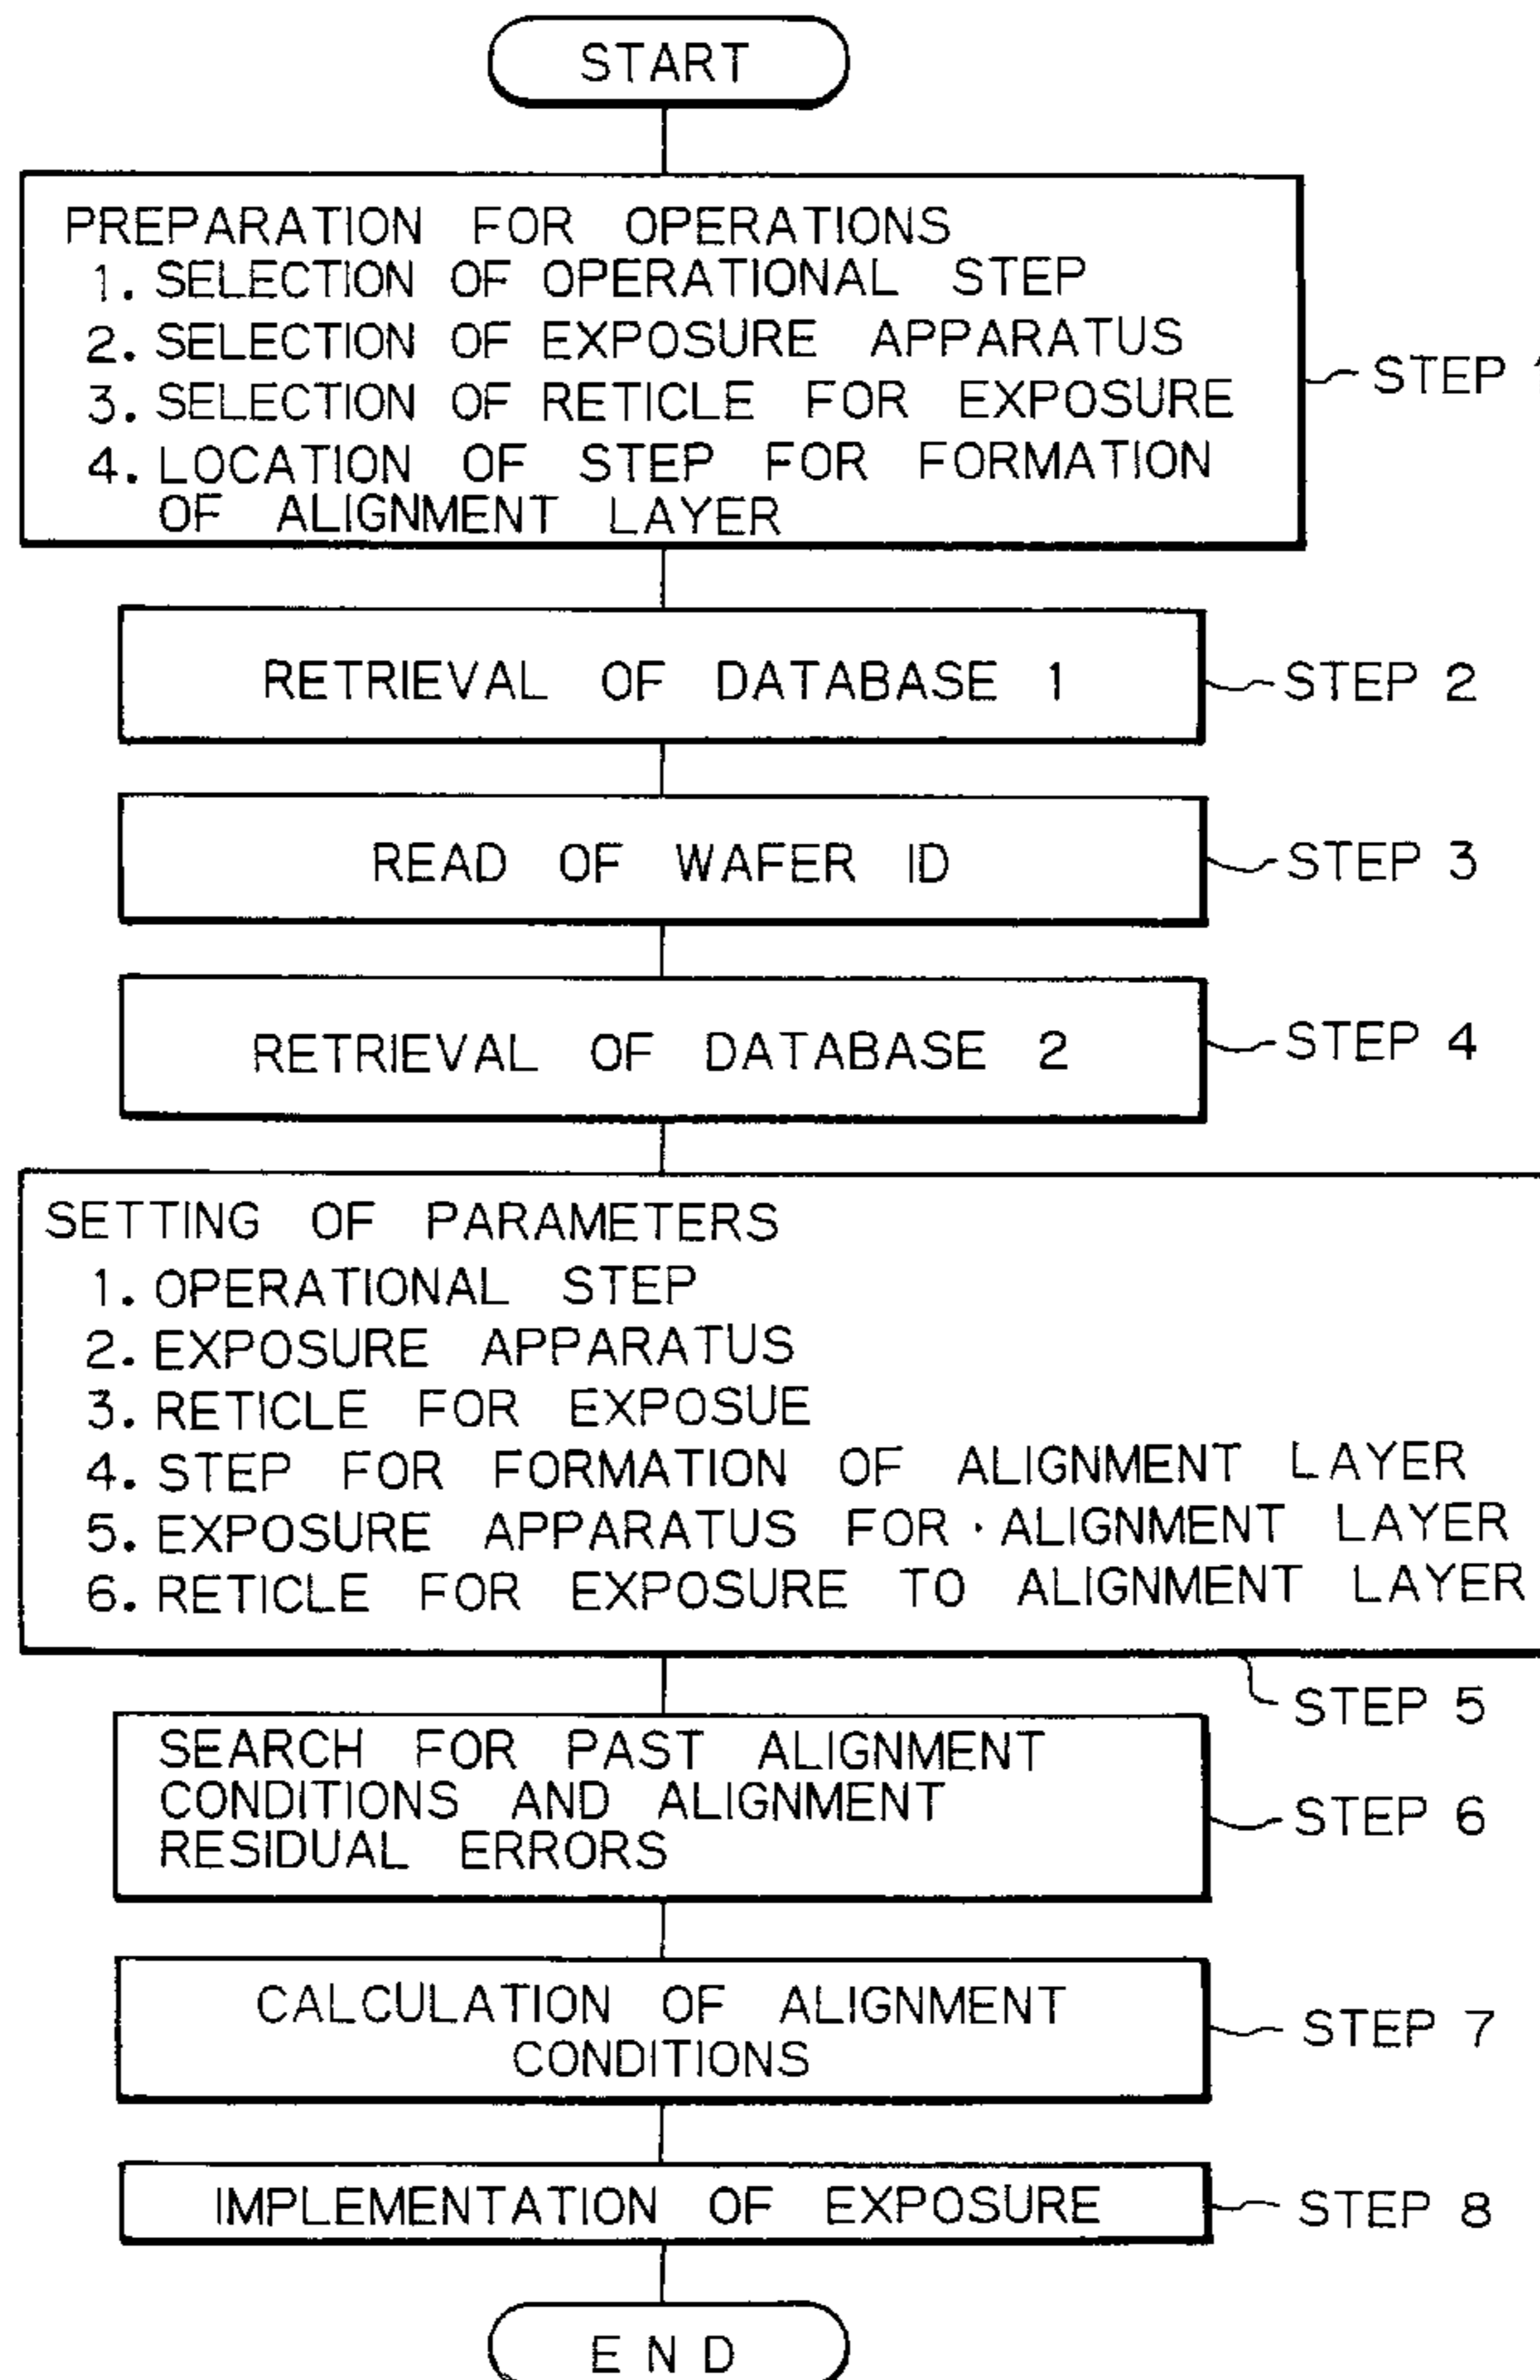 START
PREPARATION FOR OPERATIONS
1. SELECTION OF OPERATIONAL STEP
2. SELECTION OF EXPOSURE APPARATUS
3. SELECTION OF RETICLE FOR EXPOSURE
4. LOCATION OF STEP FOR FORMATION
OF ALIGNMENT LAYER
STEP
RETRIEVAL OF DATABASE 1
STEP 2
READ OF WAFER ID
STEP 3
RETRIEVAL OF DATABASE 2
STEP 4
SETTING OF PARAMETERS
1. OPERATIONAL STEP
2. EXPOSURE APPARATUS
3. RETICLE FOR EXPOSUE
4. STEP FOR FORMATION OF ALIGNMENT LAYER
5. EXPOSURE APPARATUS FOR · ALIGNMENT LAYER
6. RETICLE FOR EXPOSURE TO ALIGNMENT LAYER
STEP 5
SEARCH FOR PAST ALIGNMENT
CONDITIONS AND ALIGNMENT
RESIDUAL ERRORS
STEP 6
CALCULATION OF ALIGNMENT
CONDITIONS
STEP 7
IMPLEMENTATION OF EXPOSURE
STEP 8
END